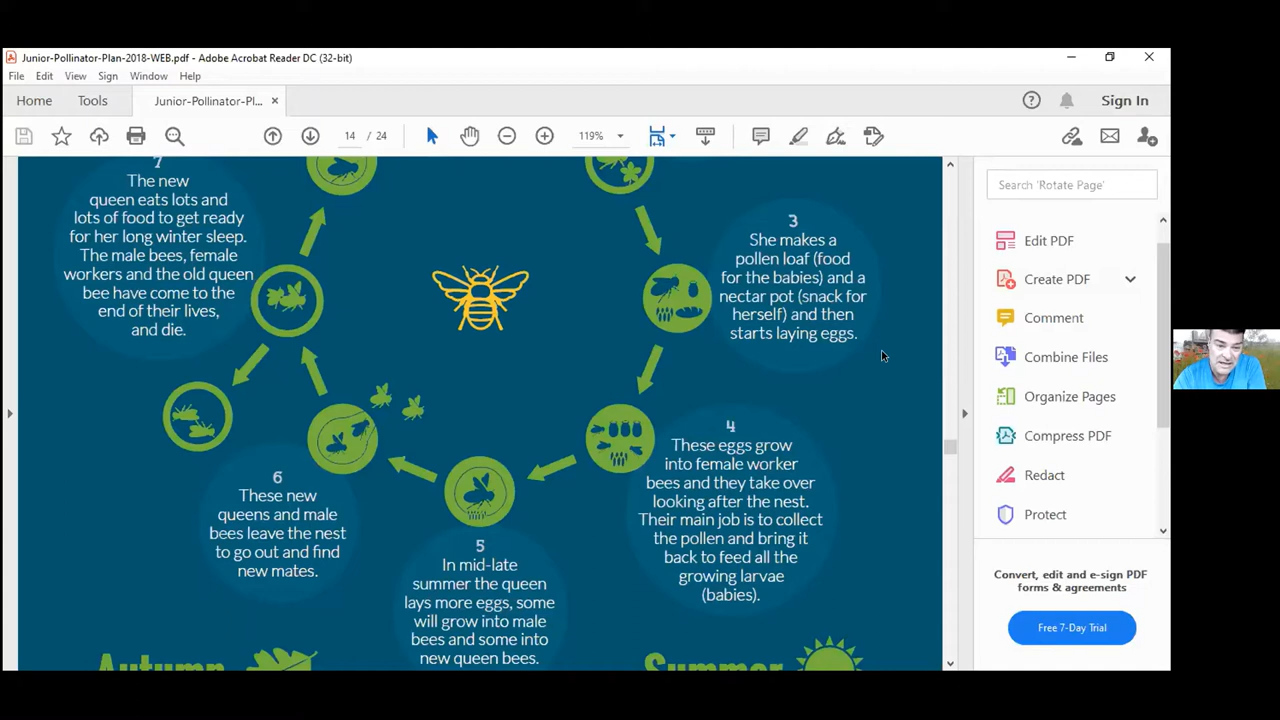 Junior-Pollinator-Plan-2018-WEB.pdf - Adobe Acrobat Reader DC (32-bit)
File Edit View Sign Window Help
Home Tools Junior-Pollinator-Pl... × Sign In
14 / 24 119%
7
The new
queen eats lots and
lots of food to get ready
for her long winter sleep.
The male bees, female
workers and the old queen
bee have come to the
end of their lives,
and die.
3
She makes a
pollen loaf (food
for the babies) and a
nectar pot (snack for
herself) and then
starts laying eggs.
4
These eggs grow
into female worker
bees and they take over
looking after the nest.
Their main job is to collect
the pollen and bring it
back to feed all the
growing larvae
(babies).
6
These new
queens and male
bees leave the nest
to go out and find
new mates.
5
In mid-late
summer the queen
lays more eggs, some
will grow into male
bees and some into
new queen bees.
Autumn
Summer
Search 'Rotate Page'
Edit PDF
Create PDF
Comment
Combine Files
Organize Pages
Compress PDF
Redact
Protect
Convert, edit and e-sign PDF
forms & agreements
Free 7-Day Trial